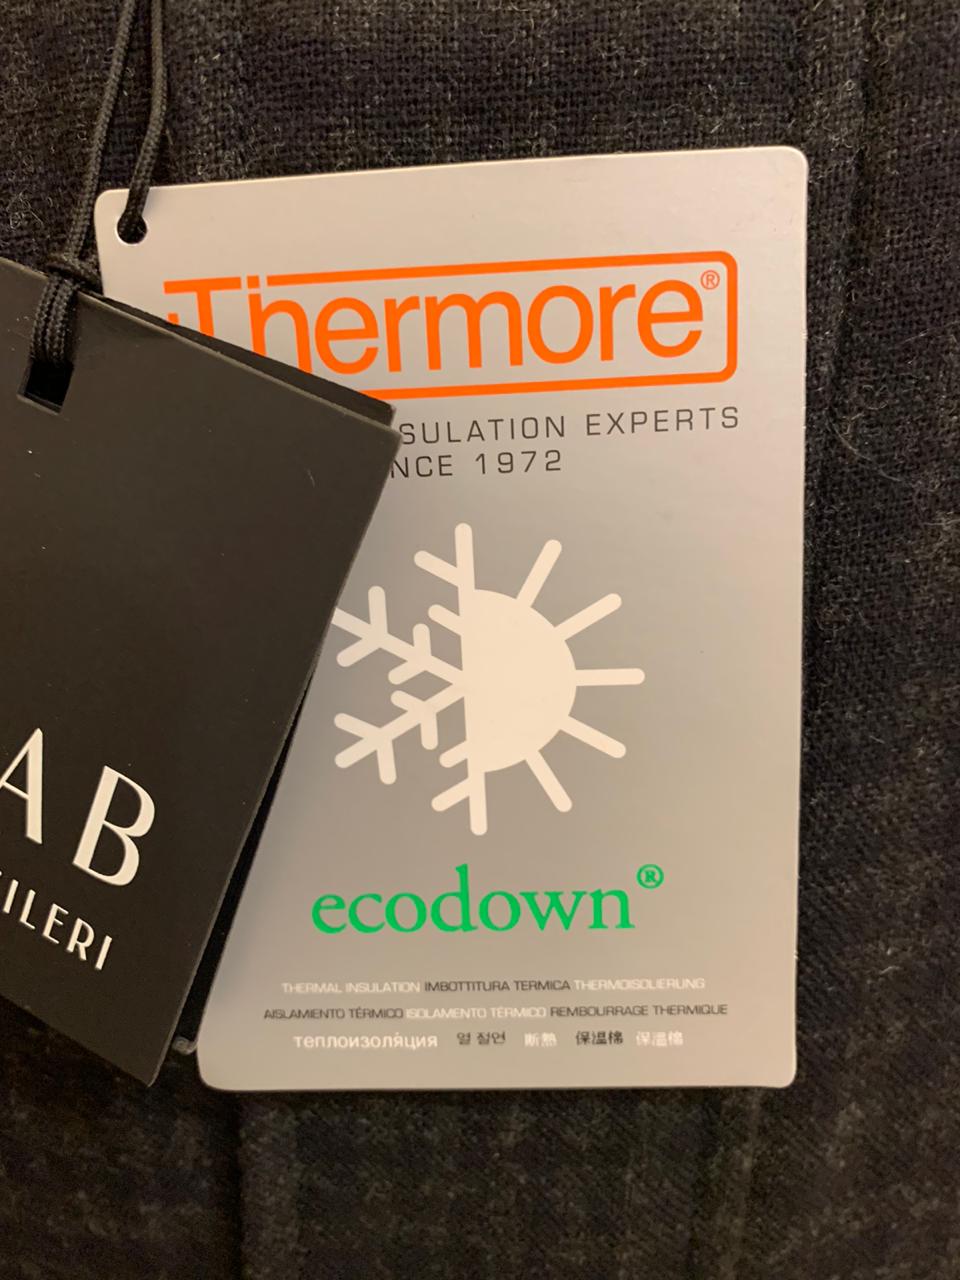 Thermore®
SULATION EXPERTS
NCE 1972
ecodown®
THERMAL INSULATION IMBOTTITURA TERMICA THERMOISOLIERUNG
AISLAMIENTO TÉRMICO ISOLAMENTO TÉRMICO REMBOURRAGE THERMIQUE
теплоизоляция 열 절연 断熱 保温棉 保溫棉
AB
ILERI